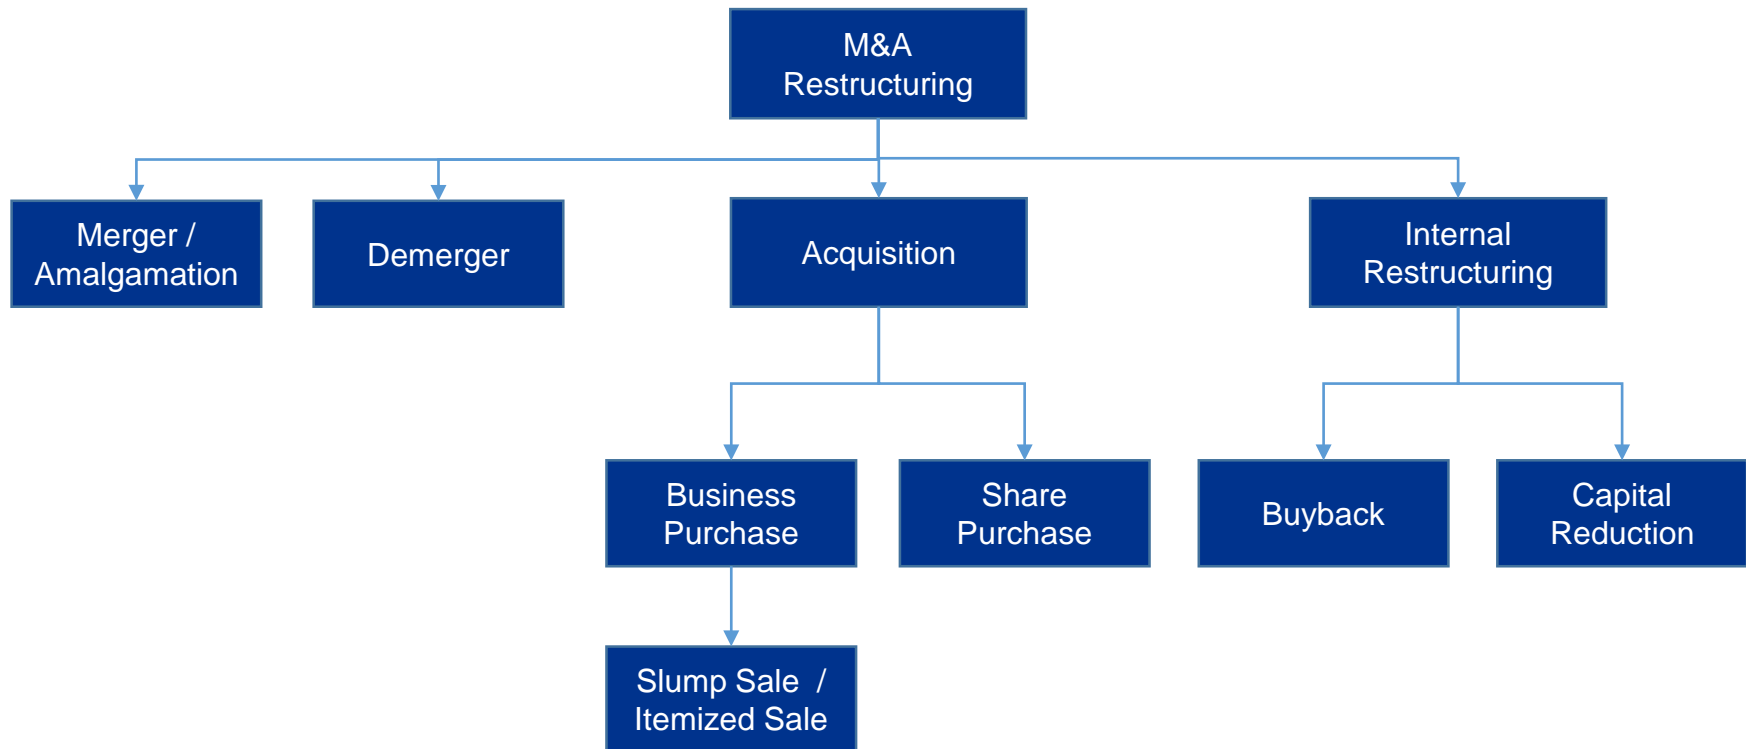 M&A
Restructuring
Merger /
Amalgamation
Demerger
Acquisition
Internal
Restructuring
Business
Purchase
Share
Purchase
Buyback
Capital
Reduction
Slump Sale  /
Itemized Sale